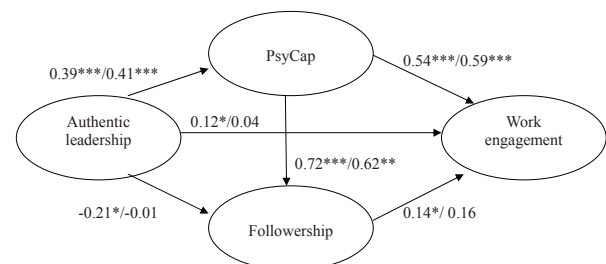 PsyCap
0.39***/0.41***
0.54***/0.59***
Authentic
leadership
0.12*/0.04
Work
engagement
0.72***/0.62**
-0.21*/-0.01
0.14*/ 0.16
Followership